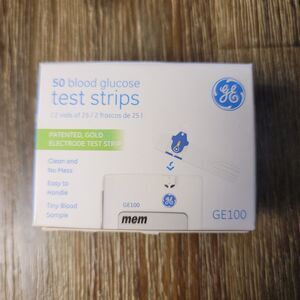 50 blood glucose
test strips
(2 vials of 25 / 2 frascos de 25)
PATENTED, GOLD
ELECTRODE TEST STRIP
Clean and
No Mess
Easy to
Handle
Tiny Blood
Sample
GE100
mem
GE
GE100